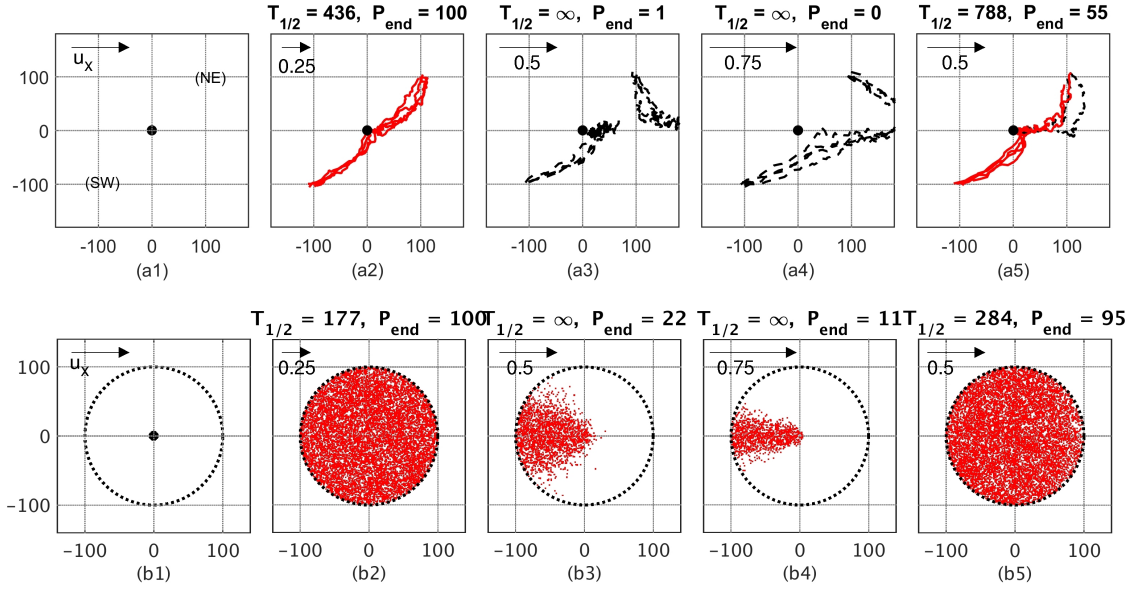 T1/2 = 436, Pend = 100
T1/2 = ∞, Pend = 1
T1/2 = ∞, Pend = 0
T1/2 = 788, Pend = 55
ux
0.25
0.5
0.75
0.5
(NE)
(SW)
100
0
-100
-100 0 100
-100 0 100
-100 0 100
-100 0 100
-100 0 100
(a1)
(a2)
(a3)
(a4)
(a5)
T1/2 = 177, Pend = 100
T1/2 = ∞, Pend = 22
T1/2 = ∞, Pend = 11
T1/2 = 284, Pend = 95
ux
0.25
0.5
0.75
0.5
100
0
-100
-100 0 100
-100 0 100
-100 0 100
-100 0 100
-100 0 100
(b1)
(b2)
(b3)
(b4)
(b5)